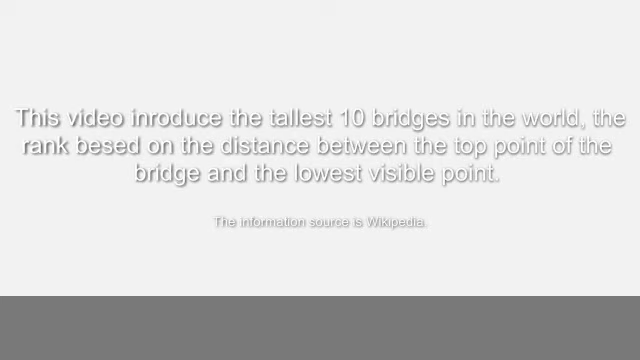 This video inroduce the tallest 10 bridges in the world, the
rank besed on the distance between the top point of the
bridge and the lowest visible point.
The information source is Wikipedia.